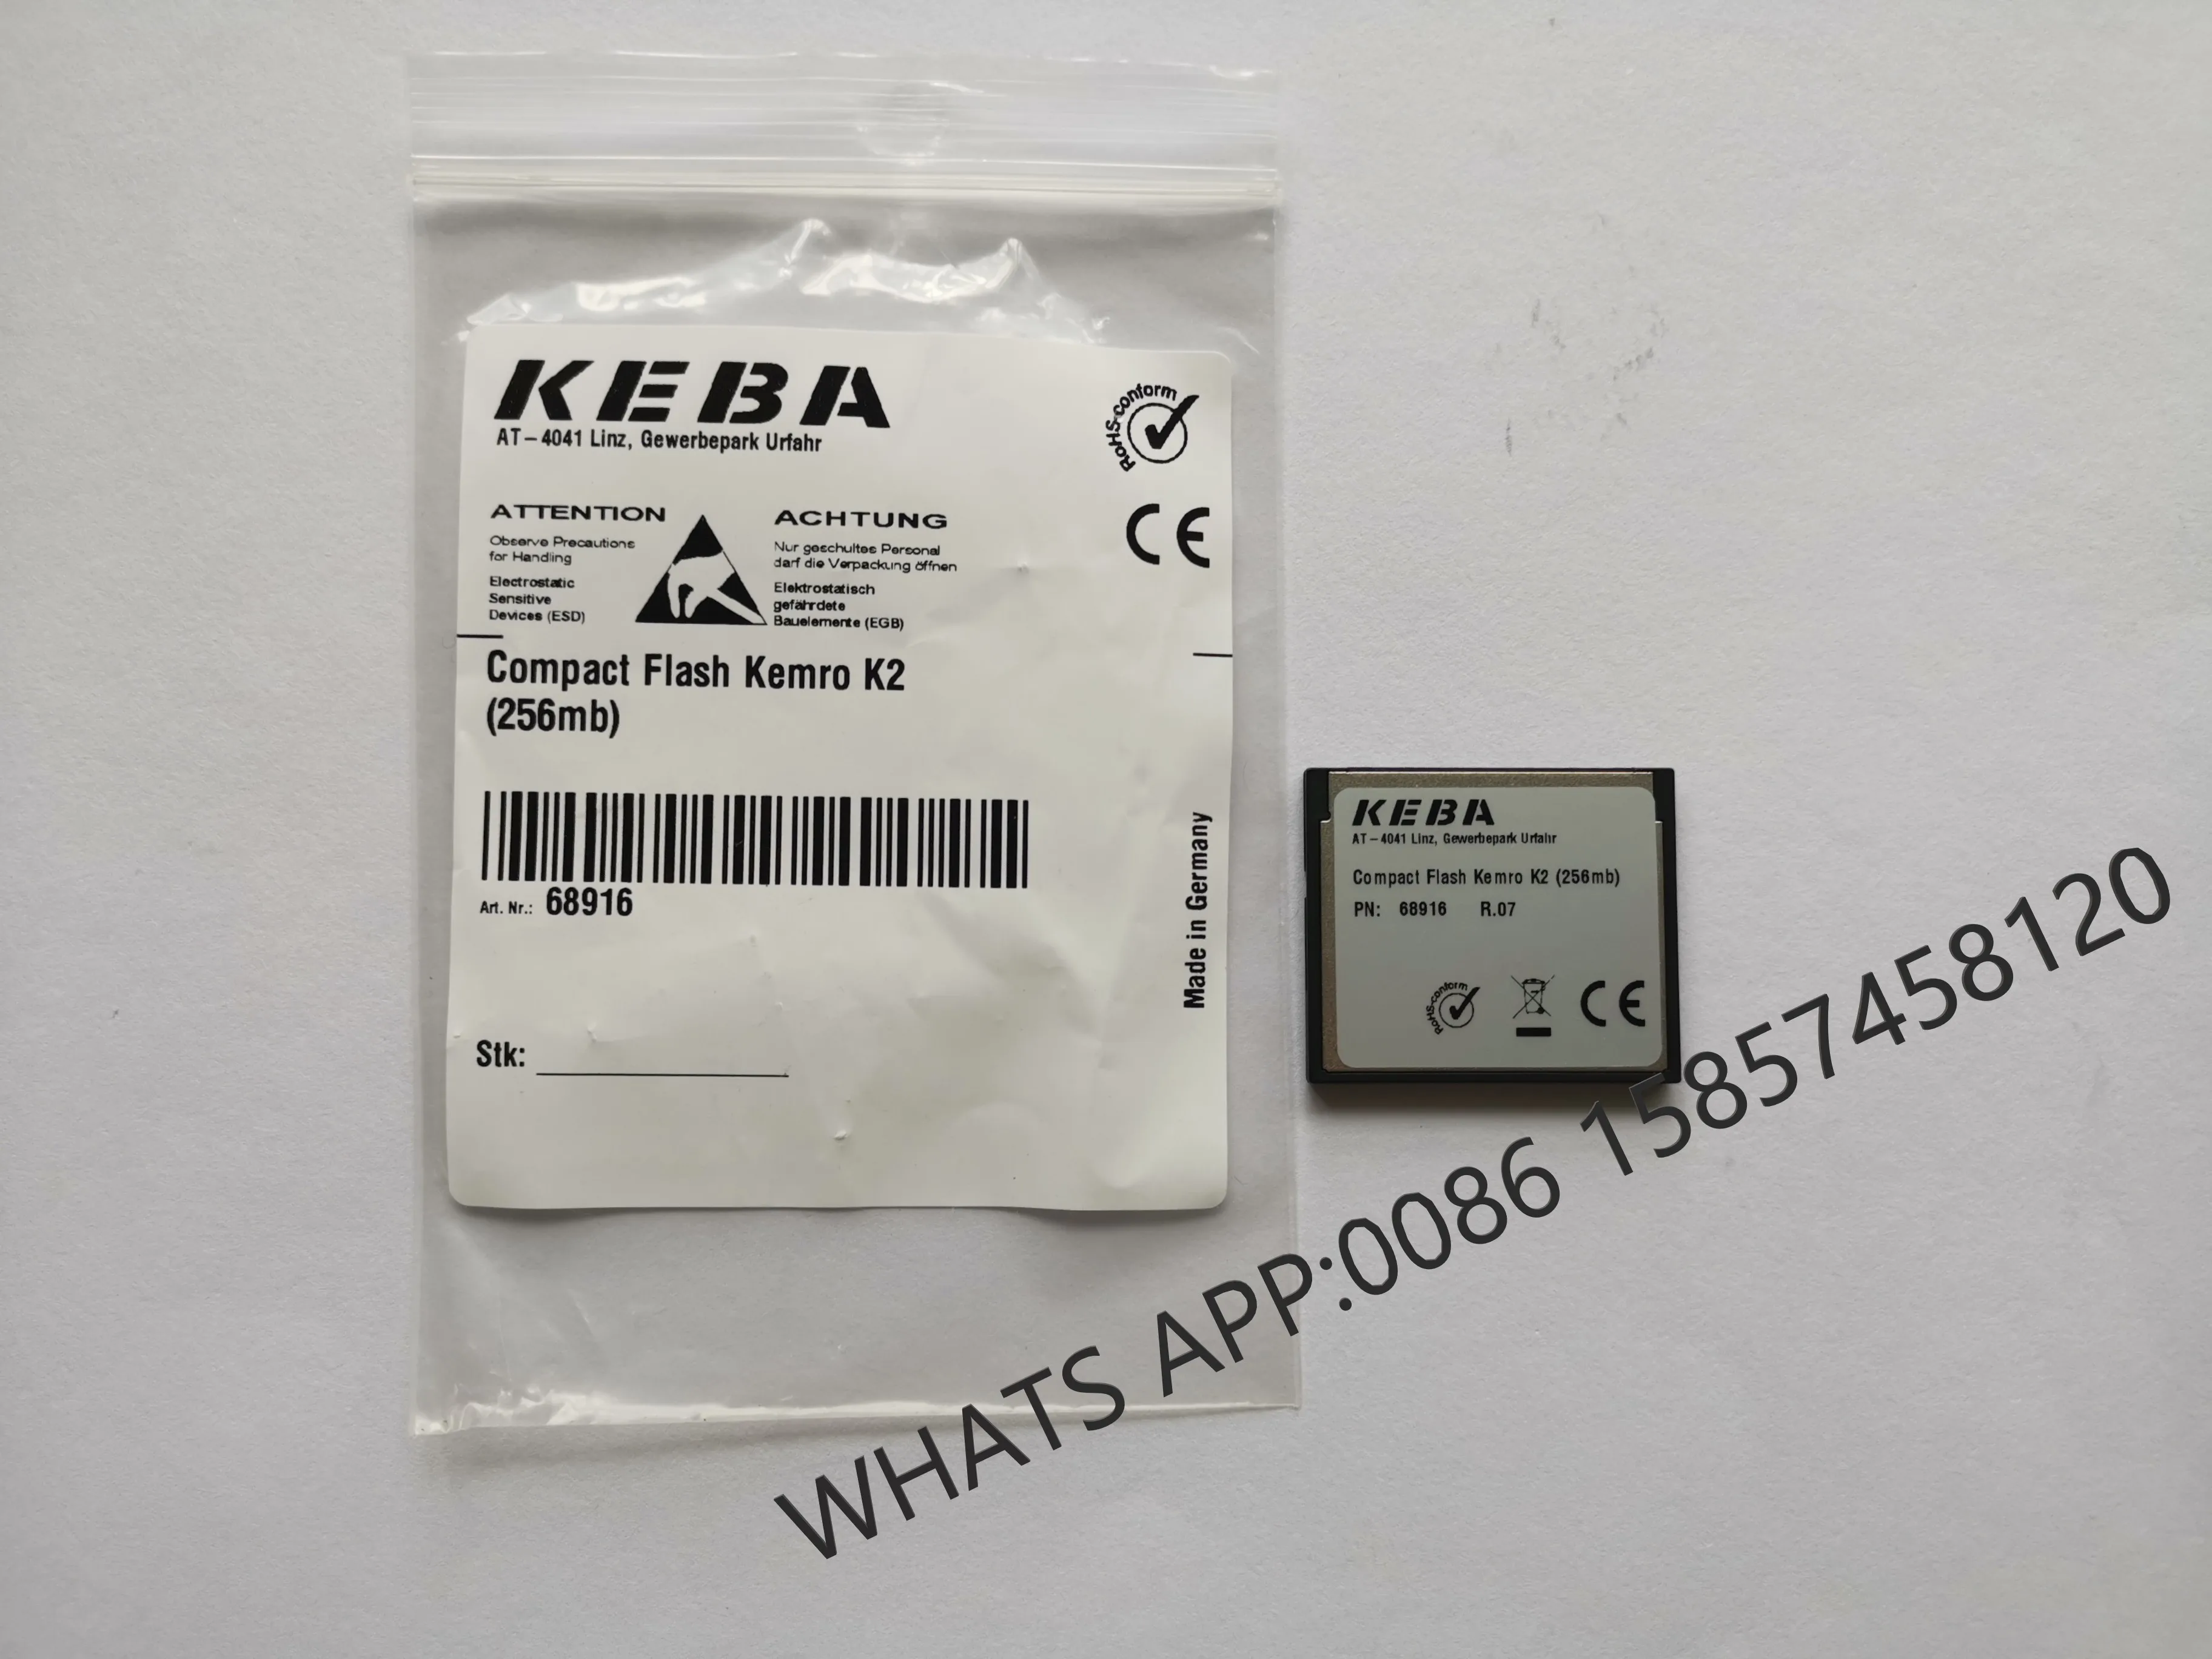 KEBA
AT-4041 Linz, Gewerbepark Urfahr
RoHS-conform
CE
ATTENTION
Observe Precautions
for Handling
Electrostatic
Sensitive
Devices (ESD)
ACHTUNG
Nur geschultes Personal
darf die Verpackung öffnen
Elektrostatisch
gefährdete
Bauelemente (EGB)
Compact Flash Kemro K2
(256mb)
Art. Nr.: 68916
Made in Germany
Stk:
KEBA
AT-4041 Linz, Gewerbepark Urfahr
Compact Flash Kemro K2 (256mb)
PN: 68916 R.07
RoHS-conform
CE
WHATS APP:0086 15857458120